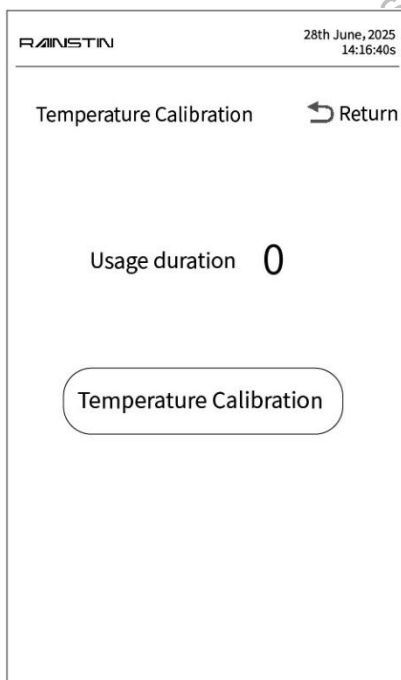 RAINSTIN
28th June, 2025
14:16:40s
Temperature Calibration
Return
Usage duration 0
Temperature Calibration